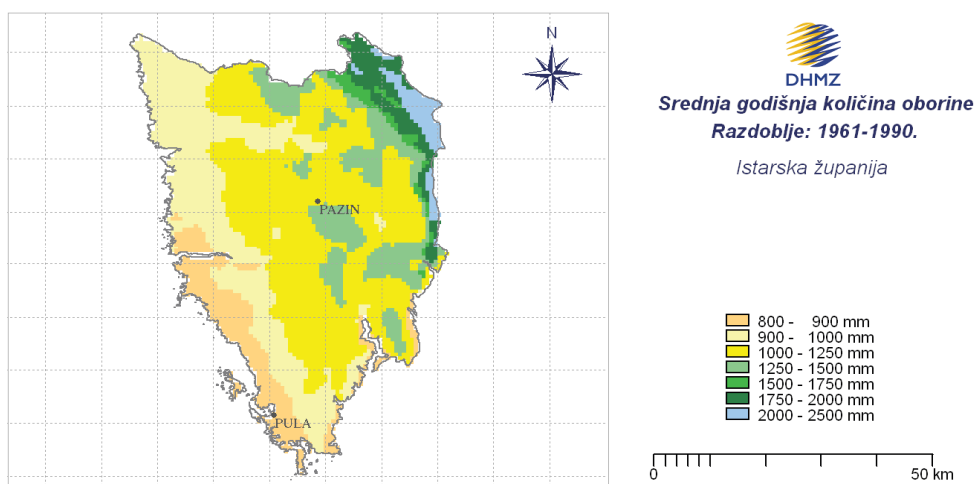 N
DHMZ
Srednja godišnja količina oborine
Razdoblje: 1961-1990.
Istarska županija
PAZIN
PULA
800 - 900 mm
900 - 1000 mm
1000 - 1250 mm
1250 - 1500 mm
1500 - 1750 mm
1750 - 2000 mm
2000 - 2500 mm
0 50 km